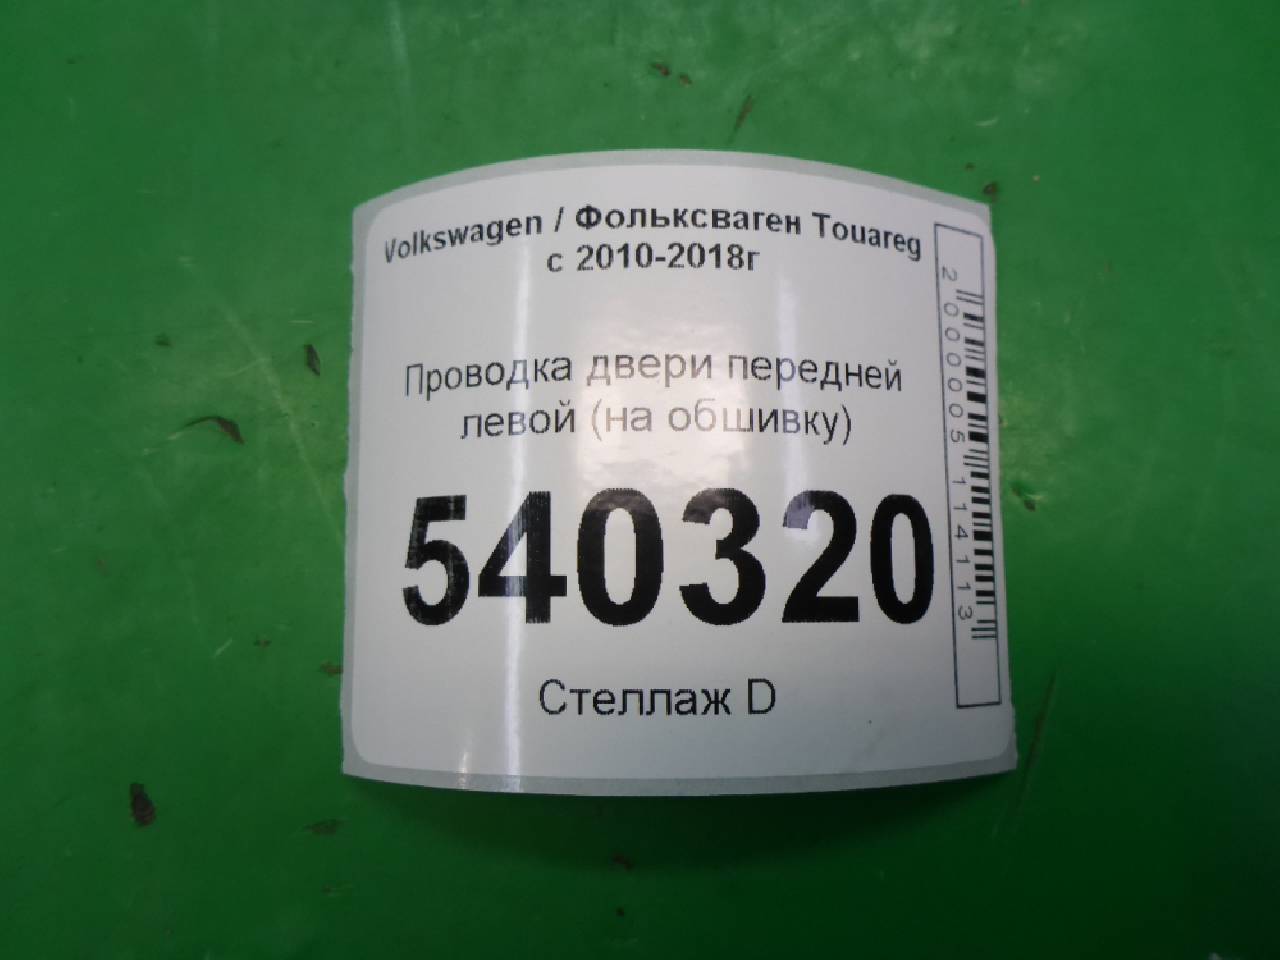 Volkswagen / Фольксваген Touareg
с 2010-2018г
Проводка двери передней
левой (на обшивку)
540320
Стеллаж D
2000005114113